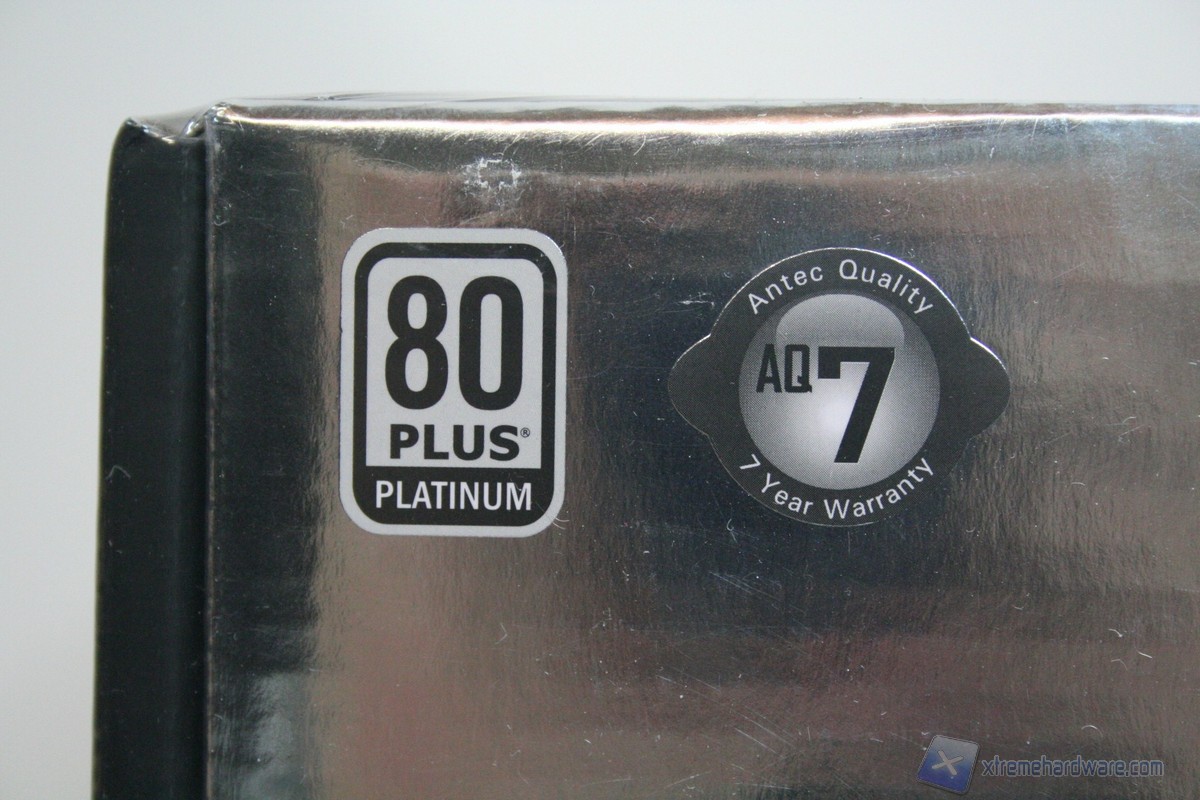 80
PLUS®
PLATINUM
Antec Quality
AQ7
7 Year Warranty
xtremehardware.com